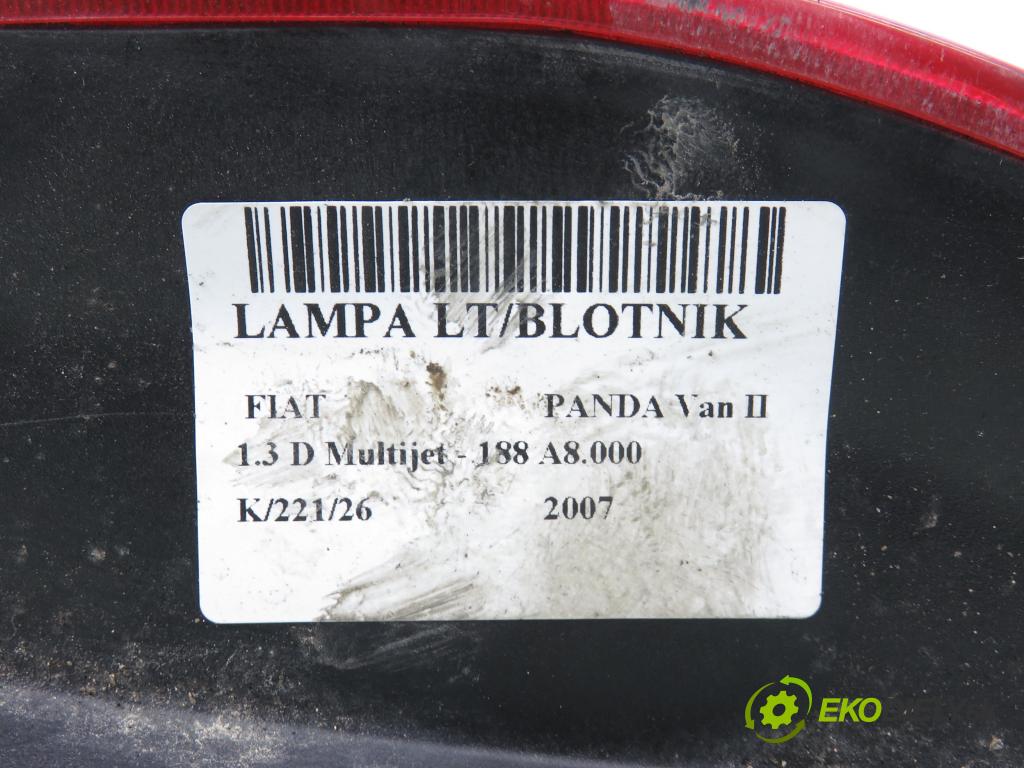 LAMPA LT/BLOTNIK
FIAT PANDA Van II
1.3 D Multijet - 188 A8.000
K/221/26 2007
EKO